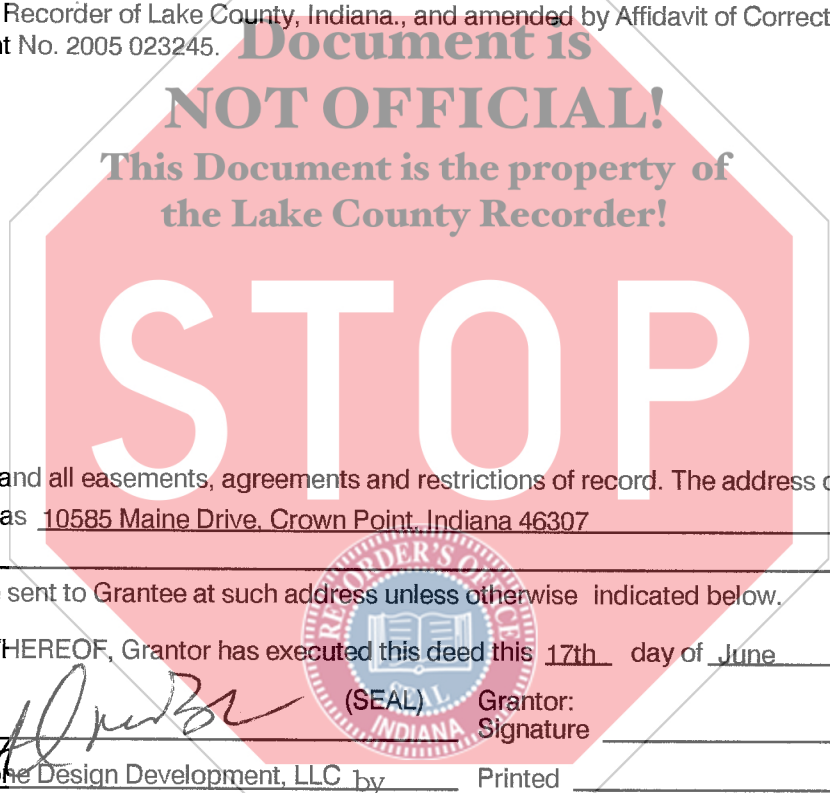 Recorder of Lake County, Indiana., and amended by Affidavit of Correct
t No. 2005 023245.
Document is
NOT OFFICIAL!
This Document is the property of
the Lake County Recorder!
STOP
and all easements, agreements and restrictions of record. The address o
as 10585 Maine Drive, Crown Point, Indiana 46307
sent to Grantee at such address unless otherwise indicated below.
HEREOF, Grantor has executed this deed this 17th day of June
(SEAL) Grantor:
Signature
ne Design Development, LLC by Printed
RECORDER'S OFFICE
SEAL
INDIANA